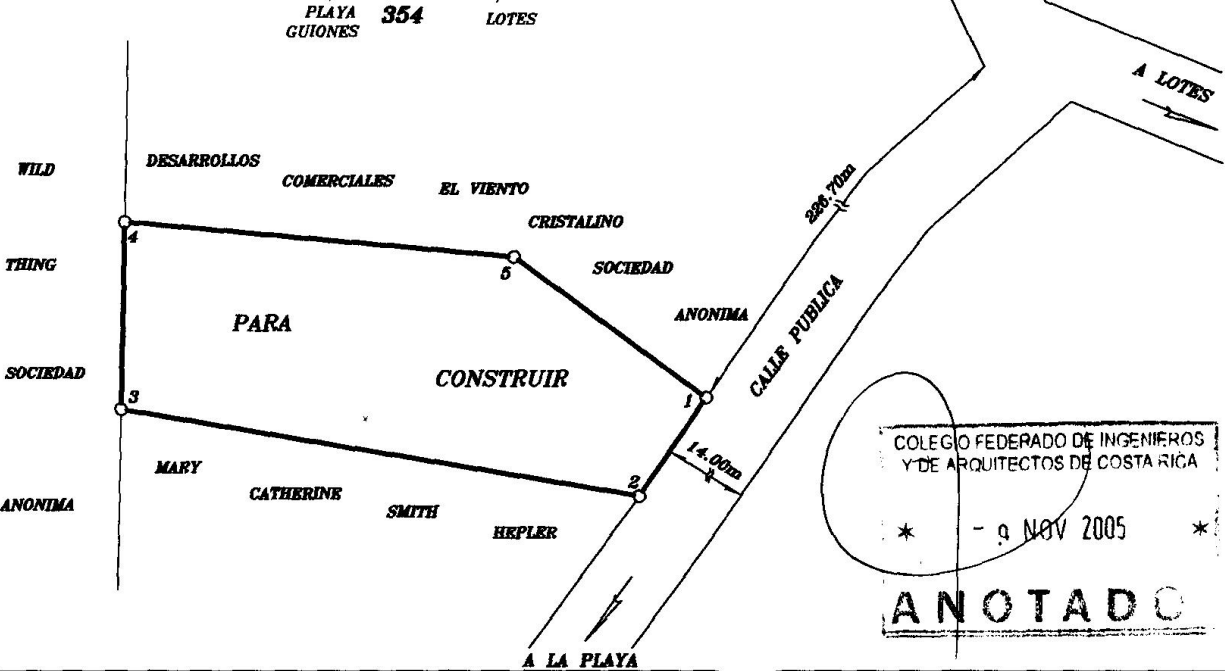 PLAYA 354 LOTES
GUIONES
A LOTES
WILD
DESARROLLOS
COMERCIALES
EL VIENTO
CRISTALINO
SOCIEDAD
ANONIMA
226.70m
4
5
THING
PARA
CONSTRUIR
CALLE PUBLICA
SOCIEDAD
3
1
2
14.00m
MARY
CATHERINE
SMITH
HEPLER
ANONIMA
A LA PLAYA
COLEGIO FEDERADO DE INGENIEROS
Y DE ARQUITECTOS DE COSTA RICA
* - 9 NOV 2005 *
ANOTADO